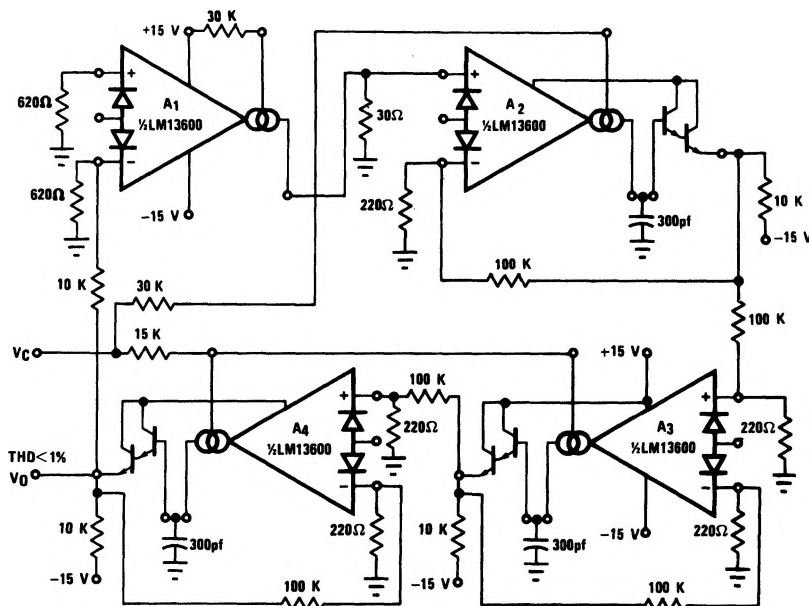 30 K
+15 V
+
620Ω
A1
½LM13600
30Ω
+
A2
½LM13600
−
620Ω
−15 V
−
220Ω
300pf
10 K
−15 V
10 K
30 K
100 K
100 K
VC
15 K
+15 V
100 K
+
A4
½LM13600
−
220Ω
+
A3
½LM13600
−
220Ω
THD<1%
VO
10 K
−15 V
300pf
220Ω
10 K
−15 V
300pf
−15 V
220Ω
100 K
100 K